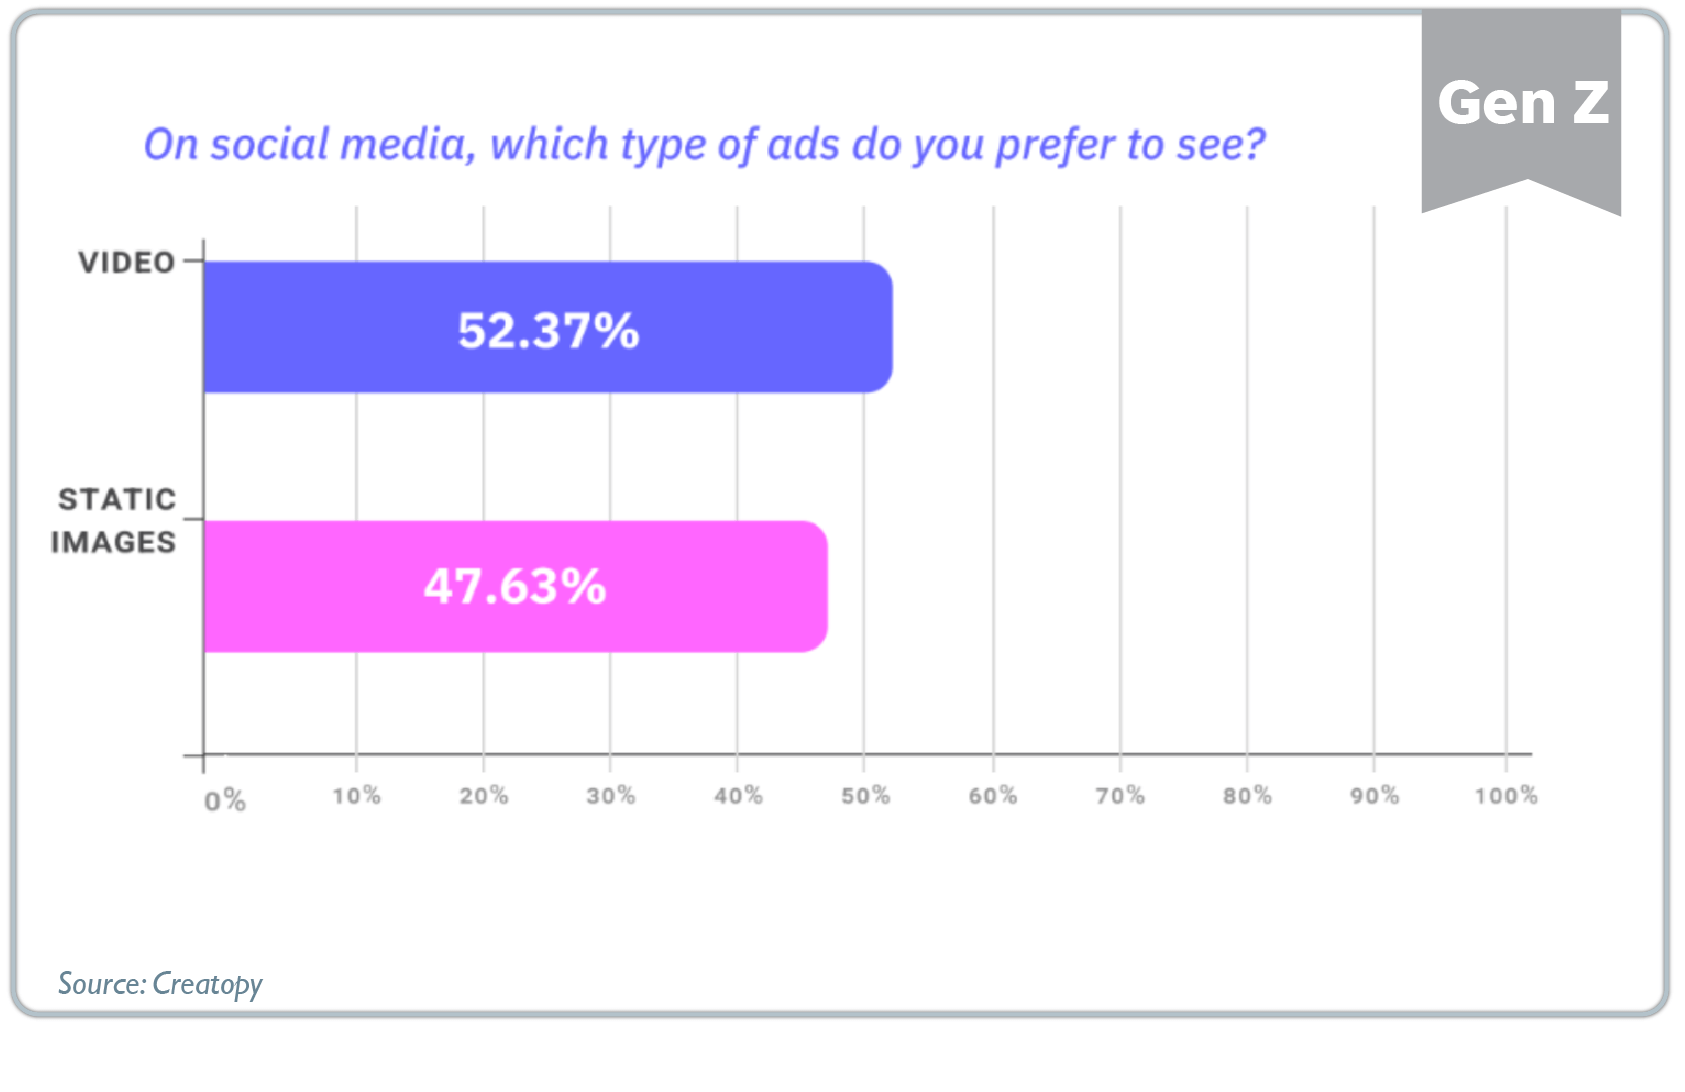 Gen Z
On social media, which type of ads do you prefer to see?
VIDEO
52.37%
STATIC
IMAGES
47.63%
0%
10%
20%
30%
40%
50%
60%
70%
80%
90%
100%
Source: Creatopy